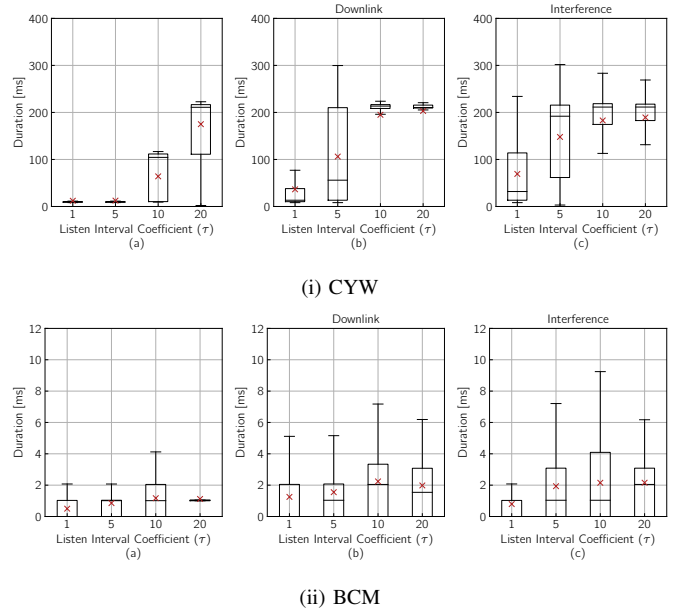 Downlink
Interference
400
300
200
100
0
Duration [ms]
1 5 10 20
Listen Interval Coefficient (τ)
(a)
400
300
200
100
0
Duration [ms]
1 5 10 20
Listen Interval Coefficient (τ)
(b)
400
300
200
100
0
Duration [ms]
1 5 10 20
Listen Interval Coefficient (τ)
(c)
(i) CYW
Downlink
Interference
12
10
8
6
4
2
0
Duration [ms]
1 5 10 20
Listen Interval Coefficient (τ)
(a)
12
10
8
6
4
2
0
Duration [ms]
1 5 10 20
Listen Interval Coefficient (τ)
(b)
12
10
8
6
4
2
0
Duration [ms]
1 5 10 20
Listen Interval Coefficient (τ)
(c)
(ii) BCM